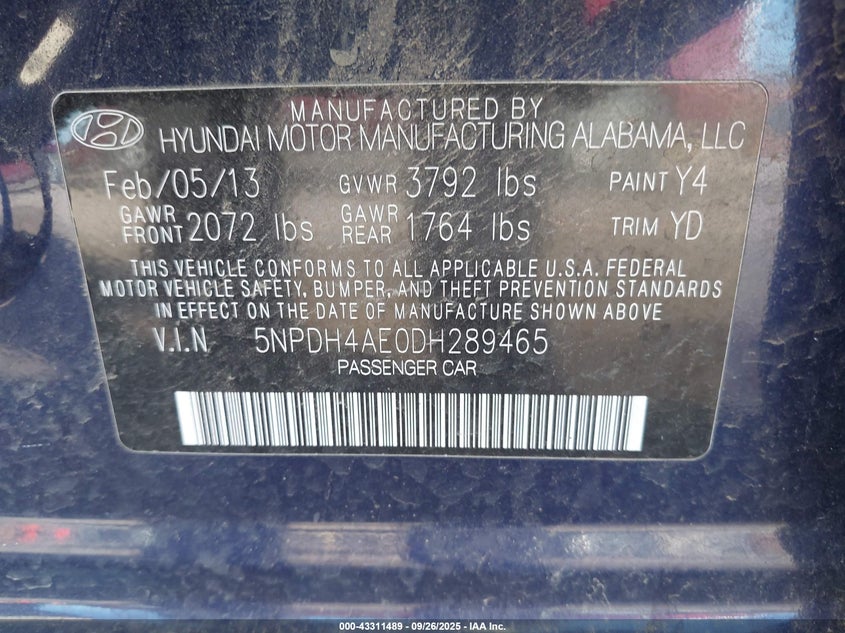 MANUFACTURED BY
HYUNDAI MOTOR MANUFACTURING ALABAMA, LLC
Feb/05/13 GVWR 3792 lbs PAINT Y4
GAWR FRONT 2072 lbs GAWR REAR 1764 lbs TRIM YD
THIS VEHICLE CONFORMS TO ALL APPLICABLE U.S.A. FEDERAL
MOTOR VEHICLE SAFETY, BUMPER, AND THEFT PREVENTION STANDARDS
IN EFFECT ON THE DATE OF MANUFACTURE SHOWN ABOVE
V.I.N 5NPDH4AE0DH289465
PASSENGER CAR
000-43311489 - 09/26/2025 - IAA Inc.